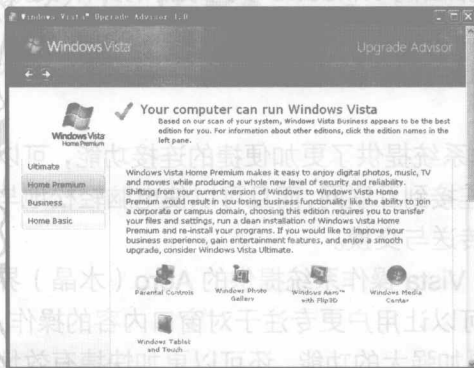 Windows Vista™ Upgrade Advisor 1.0
Windows Vista™ Upgrade Advisor
Windows Vista
Home Premium
Your computer can run Windows Vista
Based on our scan of your system, Windows Vista Business appears to be the best
edition for you. For information about other editions, click the edition names in the
left pane.
Ultimate
Home Premium
Business
Home Basic
Windows Vista Home Premium makes it easy to enjoy digital photos, music, TV
and movies while producing a whole new level of security and reliability.
Shifting from your current version of Windows to Windows Vista Home
Premium would result in you losing business functionality like the ability to join
a corporate or campus domain, choosing this edition requires you to transfer
your files and settings, run a clean installation of Windows Vista Home
Premium and re-install your programs. If you would like to improve your
business experience, gain entertainment features, and enjoy a smooth
upgrade, consider Windows Vista Ultimate.
Parental Controls
Windows Photo
Gallery
Windows Aero™
with Flip3D
Windows Media
Center
Windows Tablet
and Touch